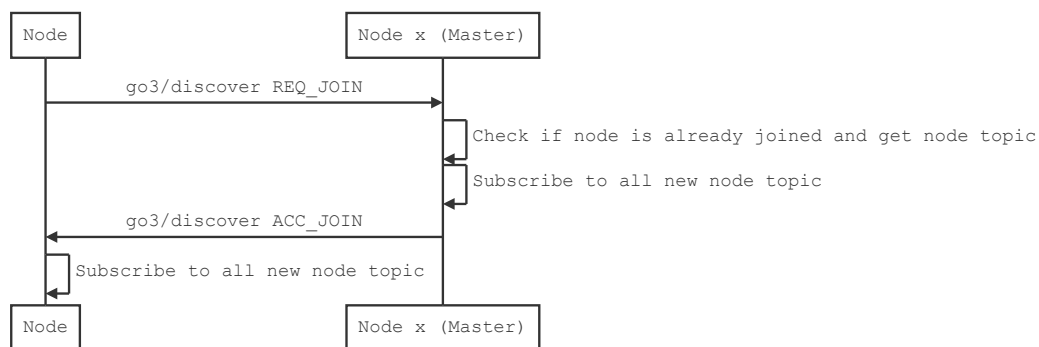 Node
Node x (Master)
go3/discover REQ_JOIN
Check if node is already joined and get node topic
Subscribe to all new node topic
go3/discover ACC_JOIN
Subscribe to all new node topic
Node
Node x (Master)